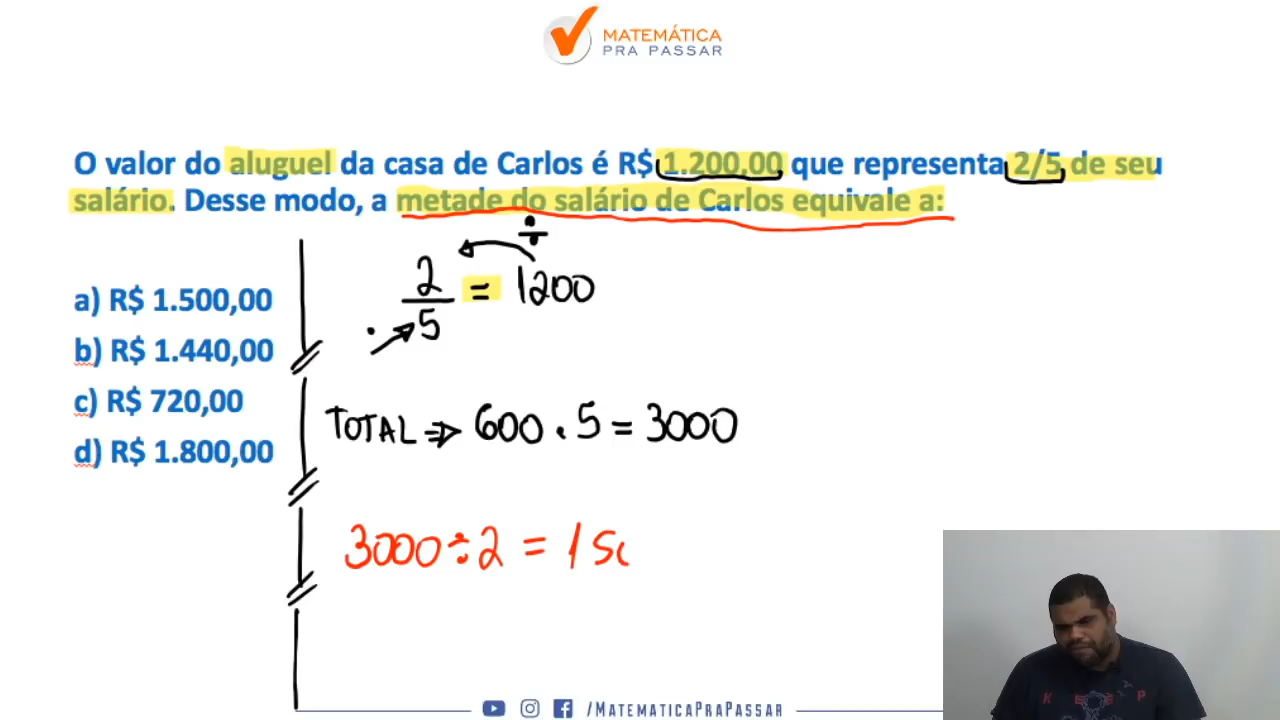 MATEMÁTICA
PRA PASSAR
O valor do aluguel da casa de Carlos é R$ 1.200,00 que representa 2/5 de seu
salário. Desse modo, a metade do salário de Carlos equivale a:
a) R$ 1.500,00
b) R$ 1.440,00
c) R$ 720,00
d) R$ 1.800,00
÷
2/5 = 1200
TOTAL ⇒ 600 . 5 = 3000
3000 ÷ 2 = 150
KEEP
/MATEMATICAPRAPASSAR